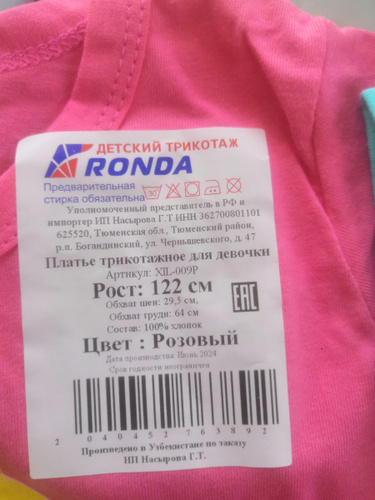 ДЕТСКИЙ ТРИКОТАЖ
RONDA
Предварительная
стирка обязательна
30
Уполномоченный представитель в РФ и
импортер ИП Насырова Г.Т ИНН 362700801101
625520, Тюменская обл., Тюменский район,
р.п. Богандинский, ул. Чернышевского, д. 47
Платье трикотажное для девочки
Артикул: XIL-009P
Рост: 122 см
Обхват шеи: 29,5 см,
Обхват груди: 64 см
Состав: 100% хлопок
EAC
Цвет : Розовый
Дата производства: Июнь 2024
Срок годности неограничен
2 040452 763892
Произведено в Узбекистане по заказу
ИП Насырова Г.Т.